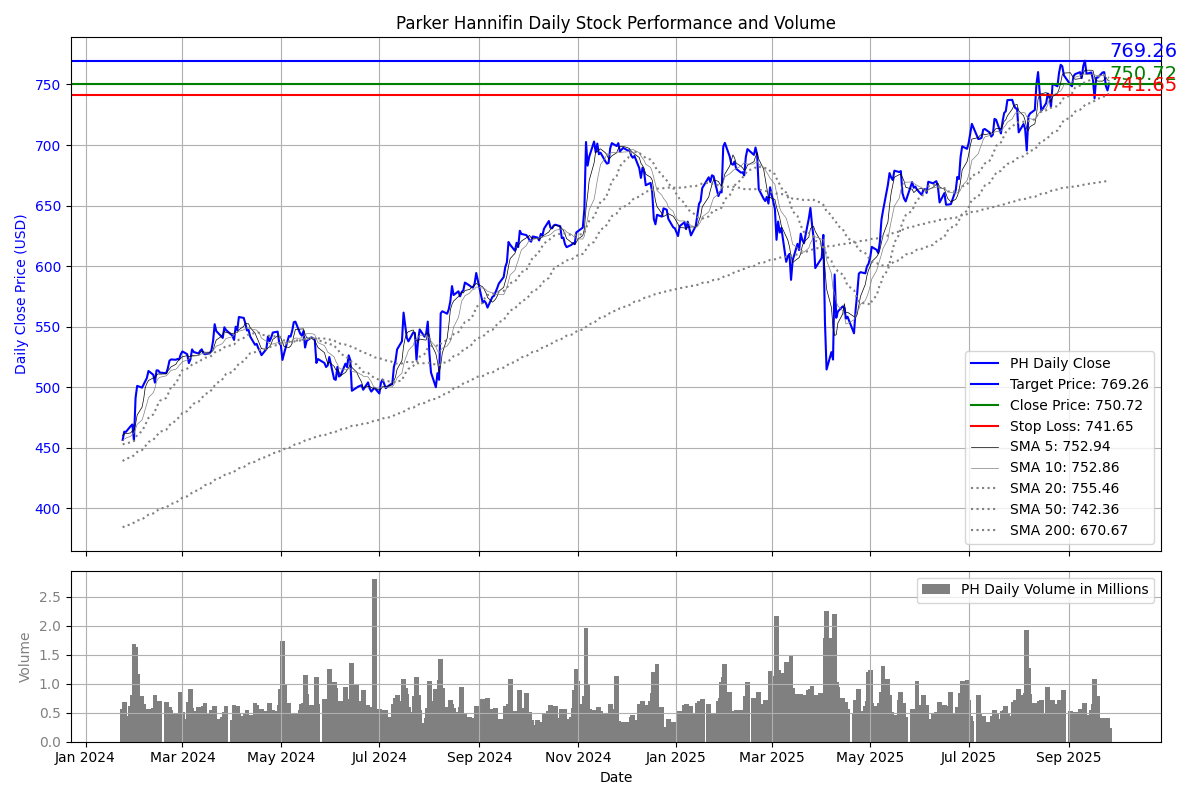 Parker Hannifin Daily Stock Performance and Volume
Daily Close Price (USD)
750
700
650
600
550
500
450
400
769.26
750.72
741.65
PH Daily Close
Target Price: 769.26
Close Price: 750.72
Stop Loss: 741.65
SMA 5: 752.94
SMA 10: 752.86
SMA 20: 755.46
SMA 50: 742.36
SMA 200: 670.67
Volume
2.5
2.0
1.5
1.0
0.5
0.0
PH Daily Volume in Millions
Jan 2024 Mar 2024 May 2024 Jul 2024 Sep 2024 Nov 2024 Jan 2025 Mar 2025 May 2025 Jul 2025 Sep 2025
Date